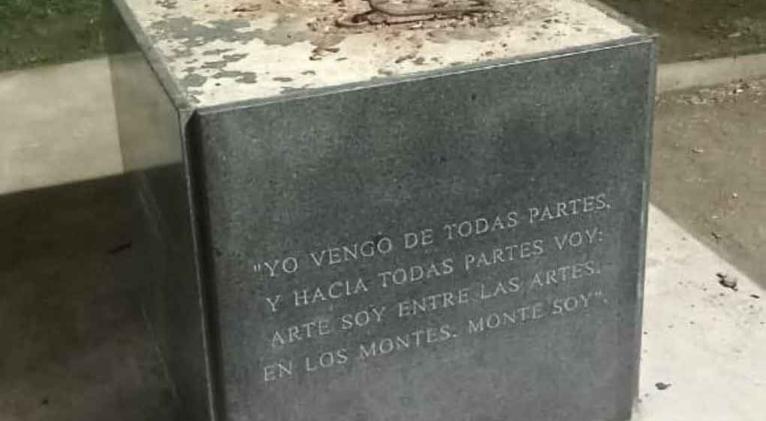 "YO VENGO DE TODAS PARTES,
Y HACIA TODAS PARTES VOY:
ARTE SOY ENTRE LAS ARTES,
EN LOS MONTES, MONTE SOY".